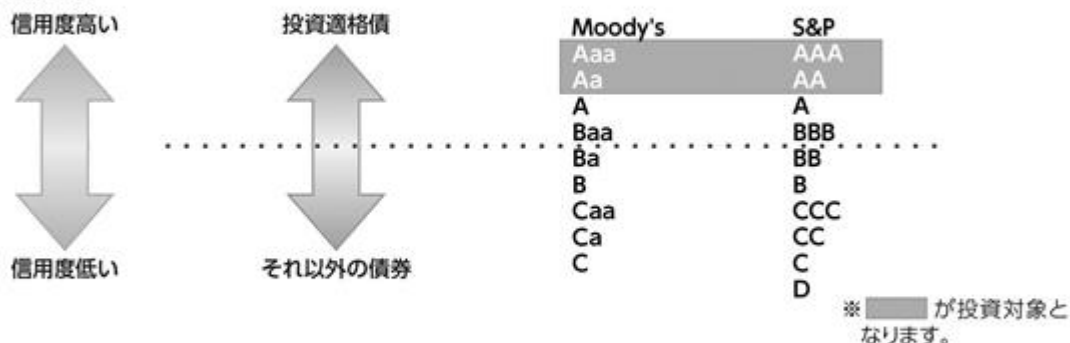 信用度高い
投資適格債
Moody's S&P
Aaa AAA
Aa AA
A A
Baa BBB
Ba BB
B B
Caa CCC
Ca CC
C C
D
信用度低い
それ以外の債券
※ が投資対象と
なります。